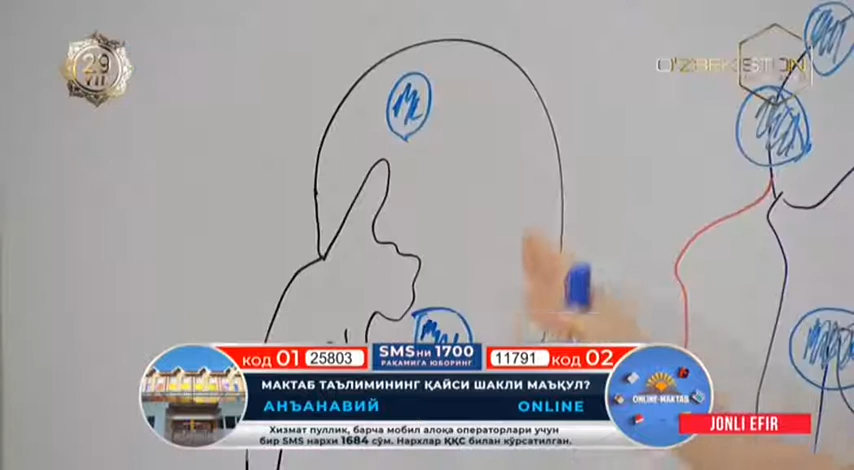 29
VII
O'ZBEKISTON
КОД 01 25803
SMSНИ 1700
РАҚАМИГА ЮБОРИНГ
11791 КОД 02
МАКТАБ ТАЪЛИМИНИНГ ҚАЙСИ ШАКЛИ МАЪҚУЛ?
АНЪАНАВИЙ
ONLINE
ONLINE-МАКТАБ
Хизмат пуллик, барча мобил алоқа операторлари учун
бир SMS нархи 1684 сўм. Нархлар ҚҚС билан кўрсатилган.
JONLI EFIR